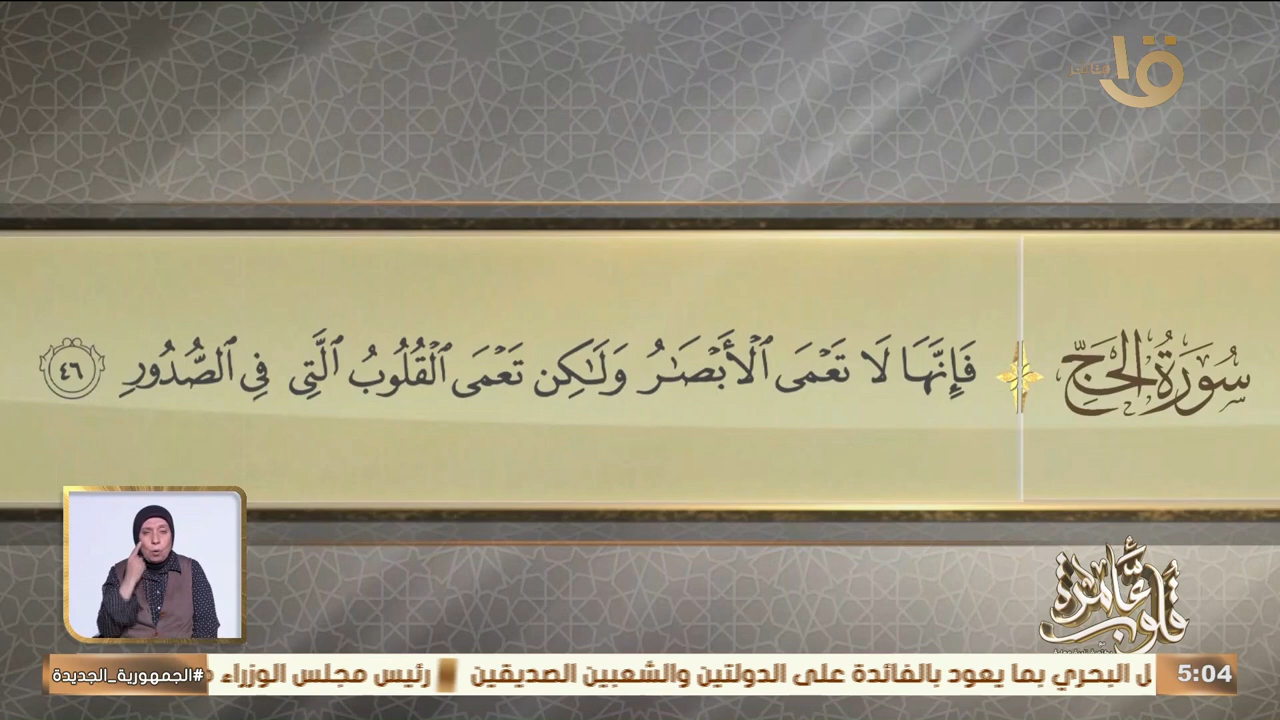 سُورَةُ الحَجِّ
فَإِنَّهَا لَا تَعْمَى ٱلْأَبْصَٰرُ وَلَٰكِن تَعْمَى ٱلْقُلُوبُ ٱلَّتِى فِى ٱلصُّدُورِ ٤٦
قلوب عامرة
5:04
ل البحري بما يعود بالفائدة على الدولتين والشعبين الصديقين رئيس مجلس الوزراء
#الجمهورية_الجديدة